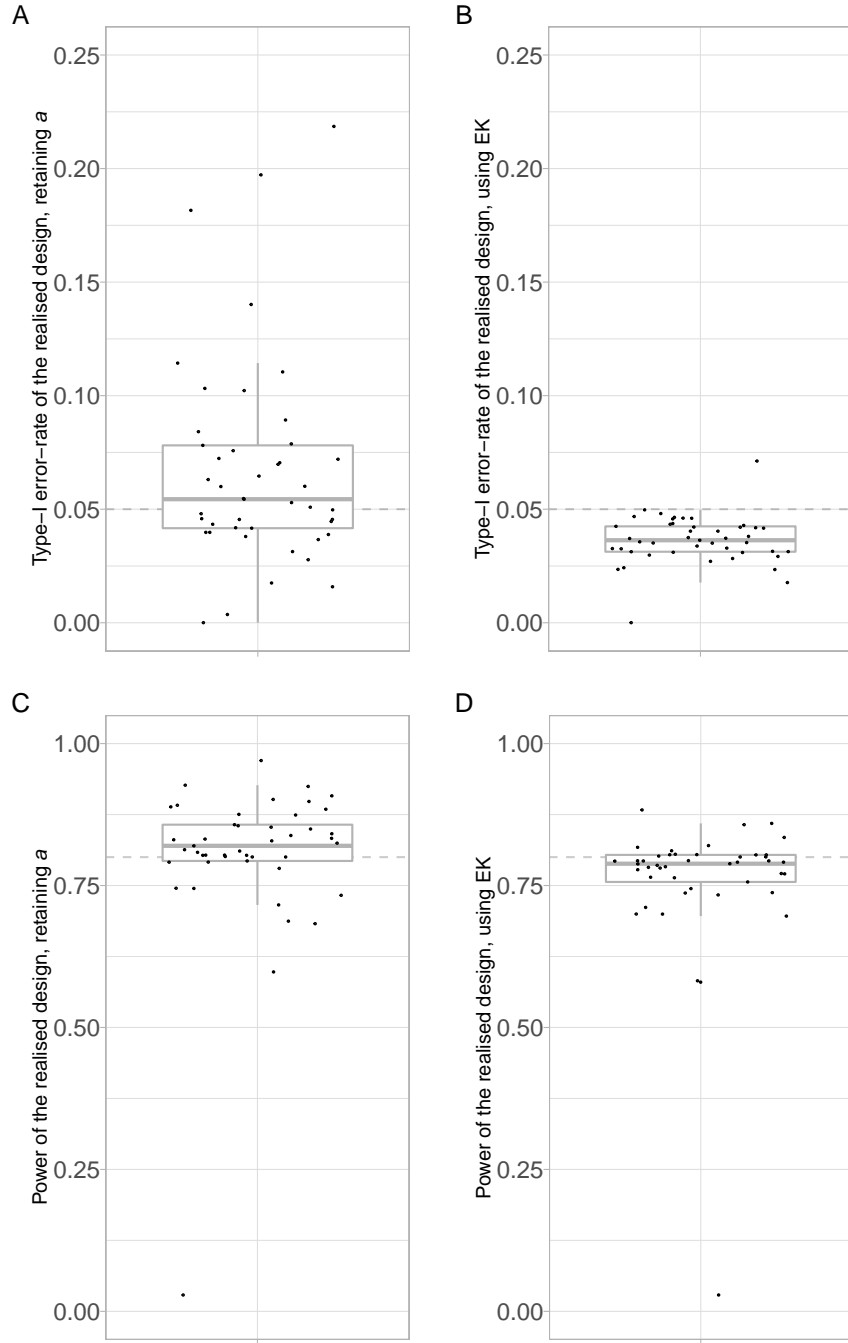 A
Type−I error−rate of the realised design, retaining a
0.25
0.20
0.15
0.10
0.05
0.00
B
Type−I error−rate of the realised design, using EK
0.25
0.20
0.15
0.10
0.05
0.00
C
Power of the realised design, retaining a
1.00
0.75
0.50
0.25
0.00
D
Power of the realised design, using EK
1.00
0.75
0.50
0.25
0.00